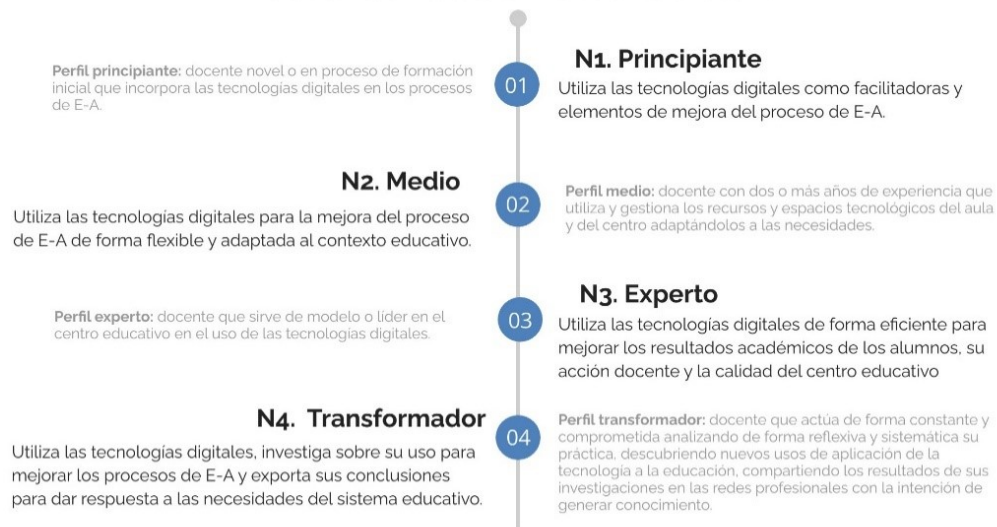 N1. Principiante
Perfil principiante: docente novel o en proceso de formación
inicial que incorpora las tecnologías digitales en los procesos
de E-A.
01
Utiliza las tecnologías digitales como facilitadoras y
elementos de mejora del proceso de E-A.
N2. Medio
Utiliza las tecnologías digitales para la mejora del proceso
de E-A de forma flexible y adaptada al contexto educativo.
02
Perfil medio: docente con dos o más años de experiencia que
utiliza y gestiona los recursos y espacios tecnológicos del aula
y del centro adaptándolos a las necesidades.
N3. Experto
Perfil experto: docente que sirve de modelo o líder en el
centro educativo en el uso de las tecnologías digitales.
03
Utiliza las tecnologías digitales de forma eficiente para
mejorar los resultados académicos de los alumnos, su
acción docente y la calidad del centro educativo
N4. Transformador
Utiliza las tecnologías digitales, investiga sobre su uso para
mejorar los procesos de E-A y exporta sus conclusiones
para dar respuesta a las necesidades del sistema educativo.
04
Perfil transformador: docente que actúa de forma constante y
comprometida analizando de forma reflexiva y sistemática su
práctica, descubriendo nuevos usos de aplicación de la
tecnología a la educación, compartiendo los resultados de sus
investigaciones en las redes profesionales con la intención de
generar conocimiento.